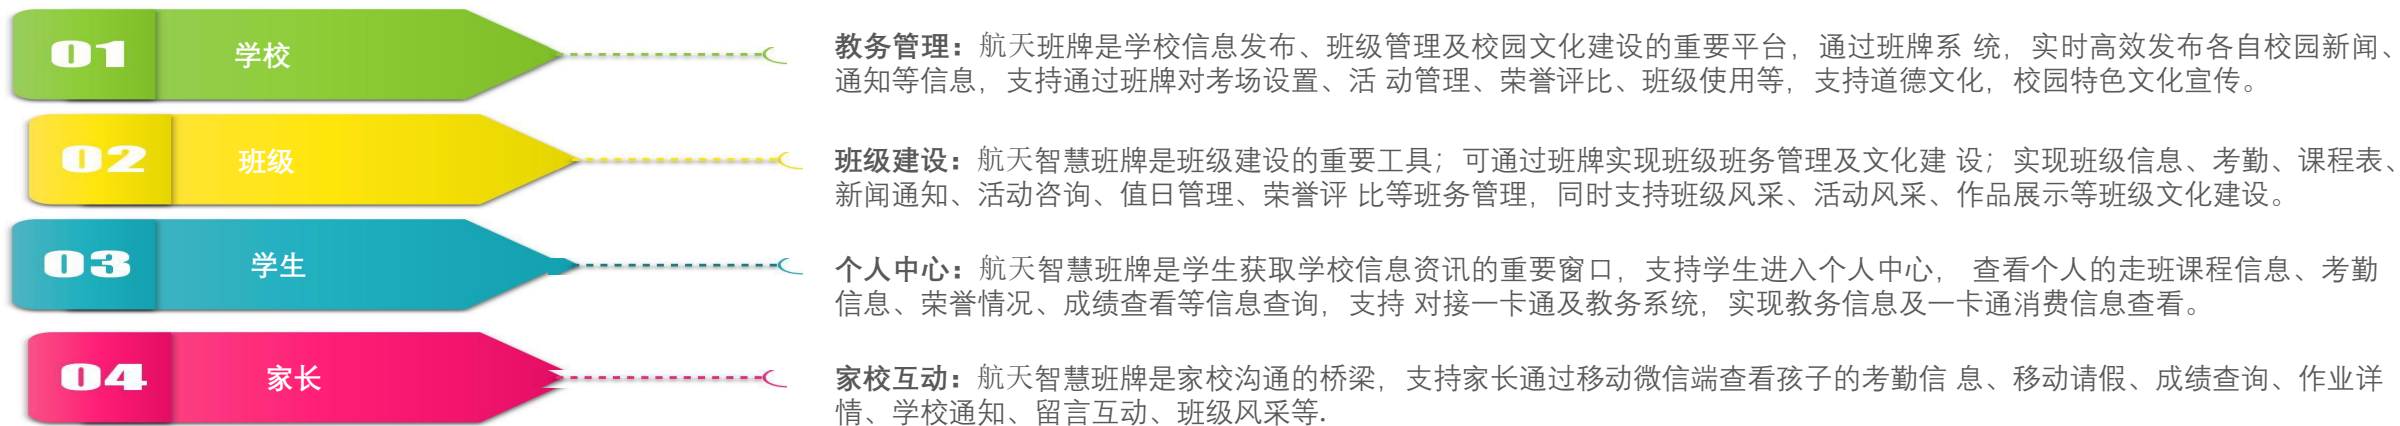 01 学校
教务管理：航天班牌是学校信息发布、班级管理及校园文化建设的重要平台，通过班牌系 统，实时高效发布各自校园新闻、
通知等信息，支持通过班牌对考场设置、活 动管理、荣誉评比、班级使用等，支持道德文化，校园特色文化宣传。
02 班级
班级建设：航天智慧班牌是班级建设的重要工具；可通过班牌实现班级班务管理及文化建 设；实现班级信息、考勤、课程表、
新闻通知、活动咨询、值日管理、荣誉评 比等班务管理，同时支持班级风采、活动风采、作品展示等班级文化建设。
03 学生
个人中心：航天智慧班牌是学生获取学校信息资讯的重要窗口，支持学生进入个人中心， 查看个人的走班课程信息、考勤
信息、荣誉情况、成绩查看等信息查询，支持 对接一卡通及教务系统，实现教务信息及一卡通消费信息查看。
04 家长
家校互动：航天智慧班牌是家校沟通的桥梁，支持家长通过移动微信端查看孩子的考勤信 息、移动请假、成绩查询、作业详
情、学校通知、留言互动、班级风采等.